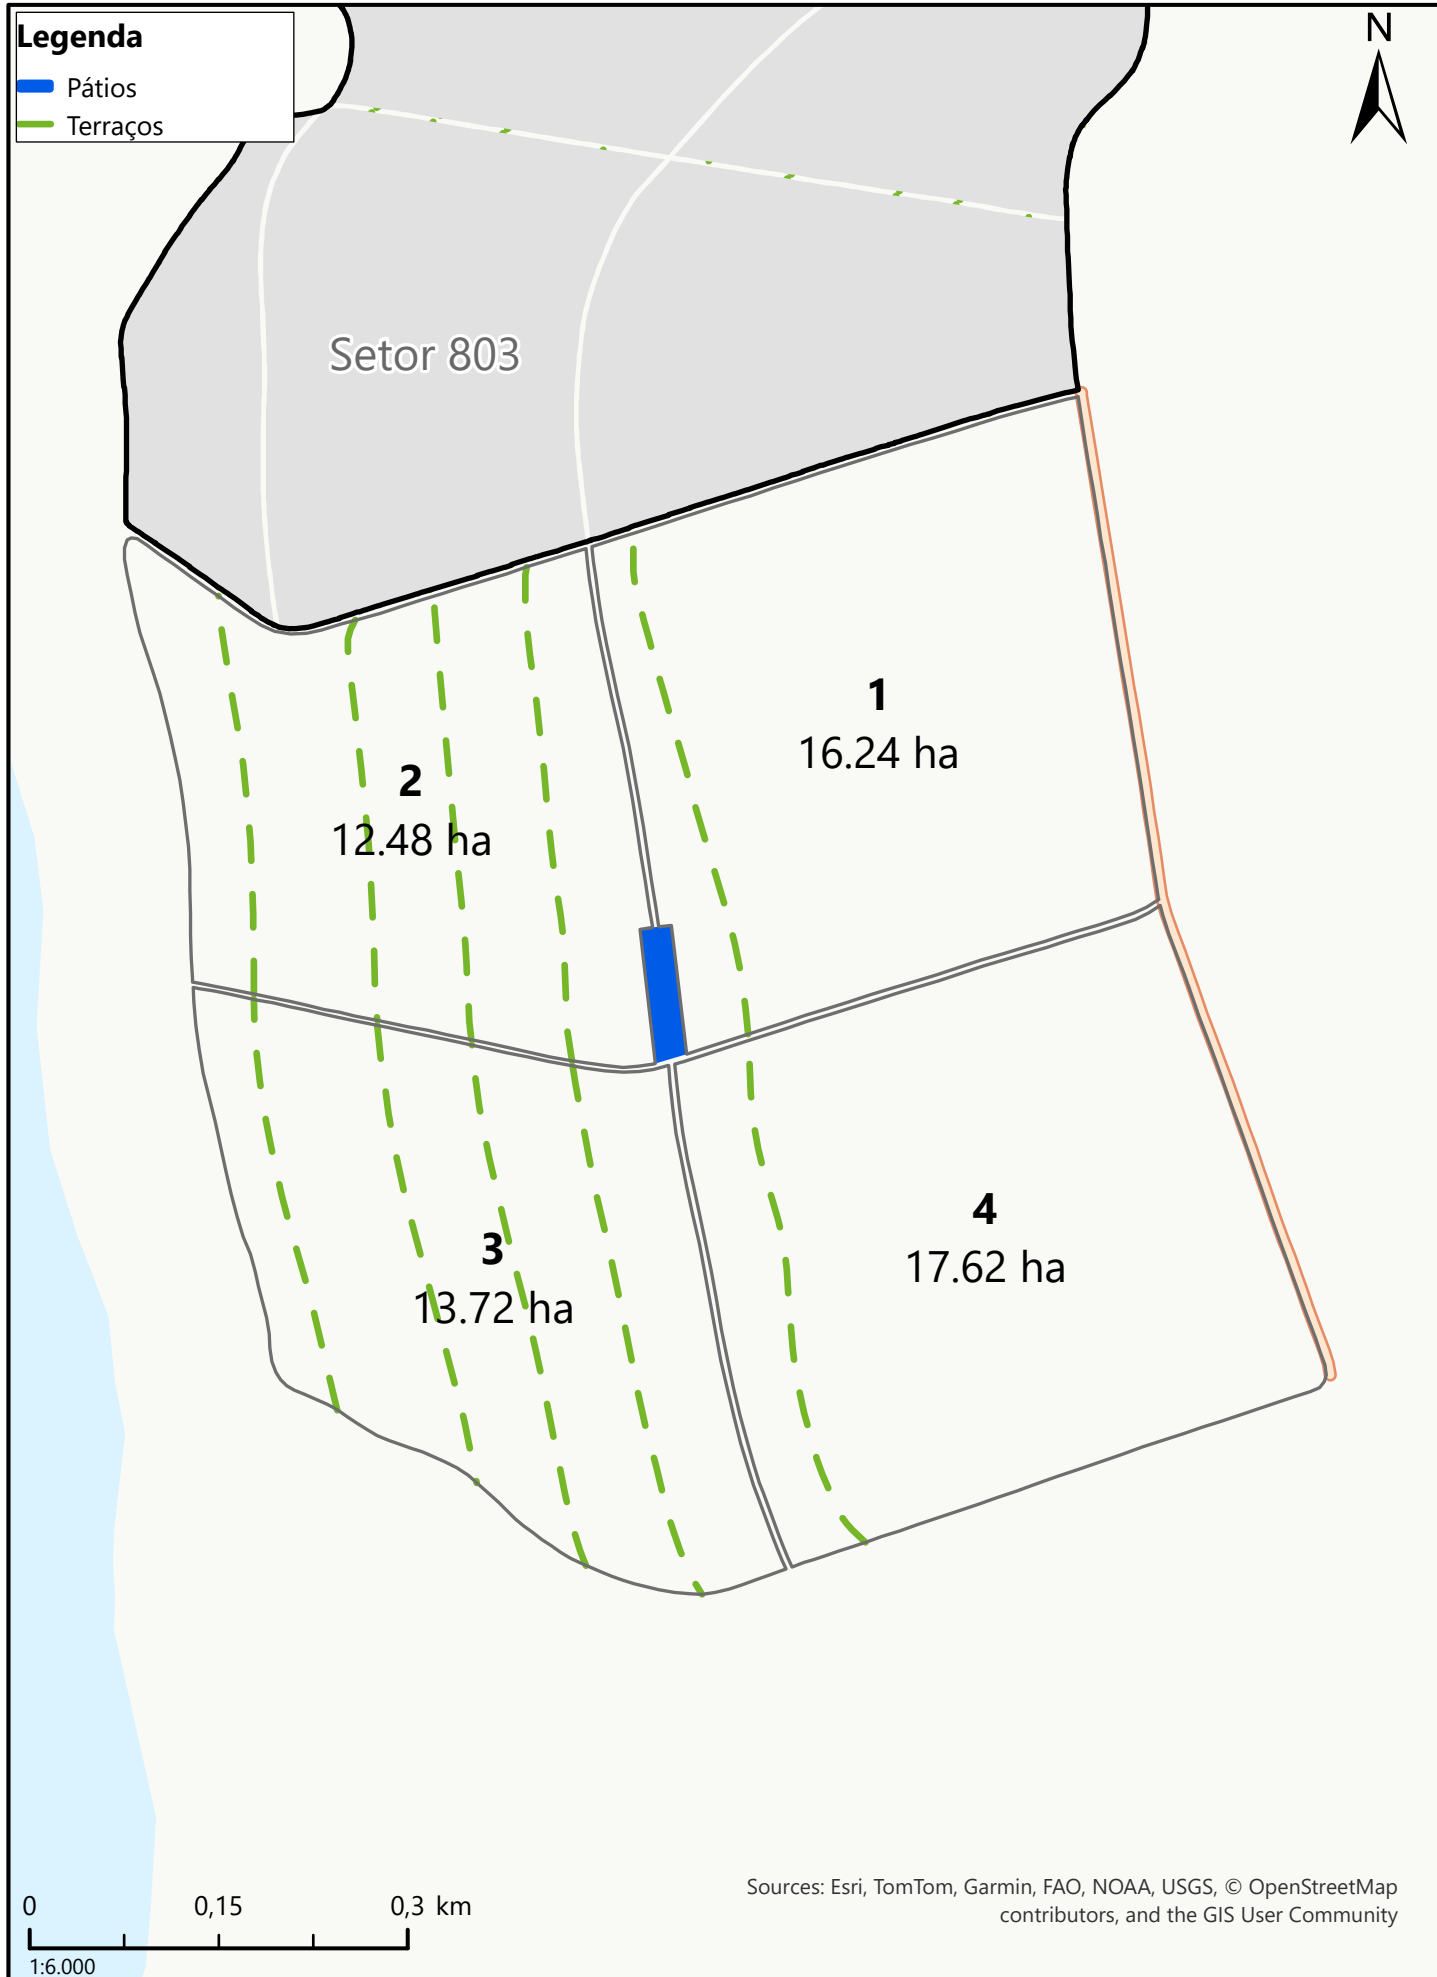 Legenda
Pátios
Terraços
N
Setor 803
1
16.24 ha
2
12.48 ha
4
17.62 ha
3
13.72 ha
0 0,15 0,3 km
1:6.000
Sources: Esri, TomTom, Garmin, FAO, NOAA, USGS, © OpenStreetMap
contributors, and the GIS User Community